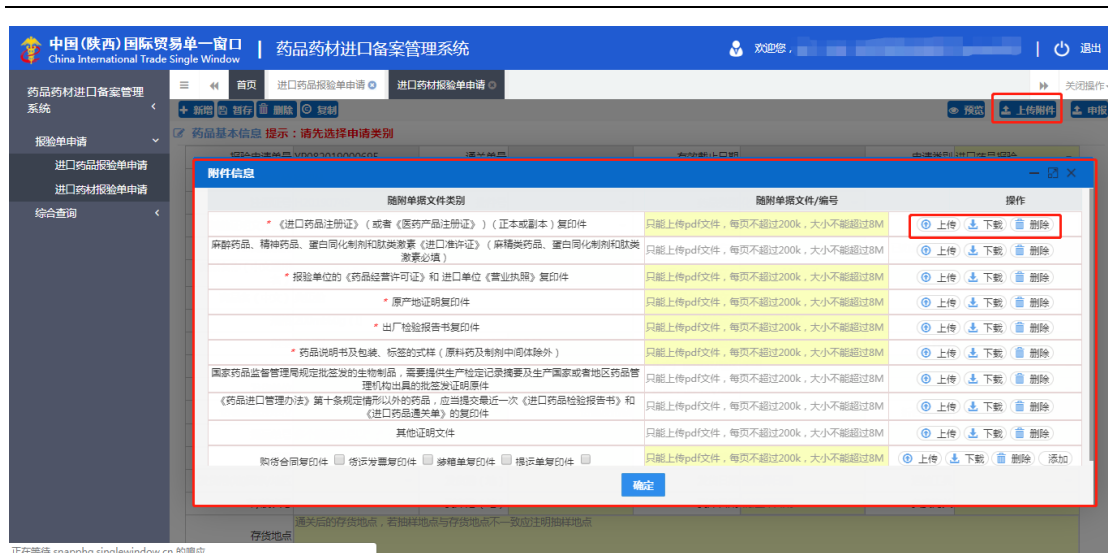 中国(陕西)国际贸易单一窗口 | 药品药材进口备案管理系统
China International Trade Single Window
欢迎您，
退出
药品药材进口备案管理系统
首页 进口药品报验单申请 进口药材报验单申请
关闭操作
新增 暂存 删除 复制
预览 上传附件 申报
药品基本信息 提示：请先选择申请类别
报验单申请
进口药品报验单申请
进口药材报验单申请
综合查询
附件信息
随附单据文件类别 随附单据文件/编号 操作
* 《进口药品注册证》(或者《医药产品注册证》)(正本或副本)复印件 只能上传pdf文件，每页不超过200k，大小不能超过8M 上传 下载 删除
麻醉药品、精神药品、蛋白同化制剂和肽类激素《进口准许证》(麻精类药品、蛋白同化制剂和肽类
激素必填) 只能上传pdf文件，每页不超过200k，大小不能超过8M 上传 下载 删除
* 报验单位的《药品经营许可证》和 进口单位《营业执照》复印件 只能上传pdf文件，每页不超过200k，大小不能超过8M 上传 下载 删除
* 原产地证明复印件 只能上传pdf文件，每页不超过200k，大小不能超过8M 上传 下载 删除
* 出厂检验报告书复印件 只能上传pdf文件，每页不超过200k，大小不能超过8M 上传 下载 删除
* 药品说明书及包装、标签的式样(原料药及制剂中间体除外) 只能上传pdf文件，每页不超过200k，大小不能超过8M 上传 下载 删除
国家药品监督管理局规定批签发的生物制品，需要提供生产检定记录摘要及生产国家或者地区药品管
理机构出具的批签发证明原件 只能上传pdf文件，每页不超过200k，大小不能超过8M 上传 下载 删除
《药品进口管理办法》第十条规定情形以外的药品，应当提交最近一次《进口药品检验报告书》和
《进口药品通关单》的复印件 只能上传pdf文件，每页不超过200k，大小不能超过8M 上传 下载 删除
其他证明文件 只能上传pdf文件，每页不超过200k，大小不能超过8M 上传 下载 删除
购货合同复印件 货运发票复印件 装箱单复印件 提运单复印件 只能上传pdf文件，每页不超过200k，大小不能超过8M 上传 下载 删除 添加
确定
通关后的存货地点，若抽样地点与存货地点不一致应注明抽样地点
存货地点